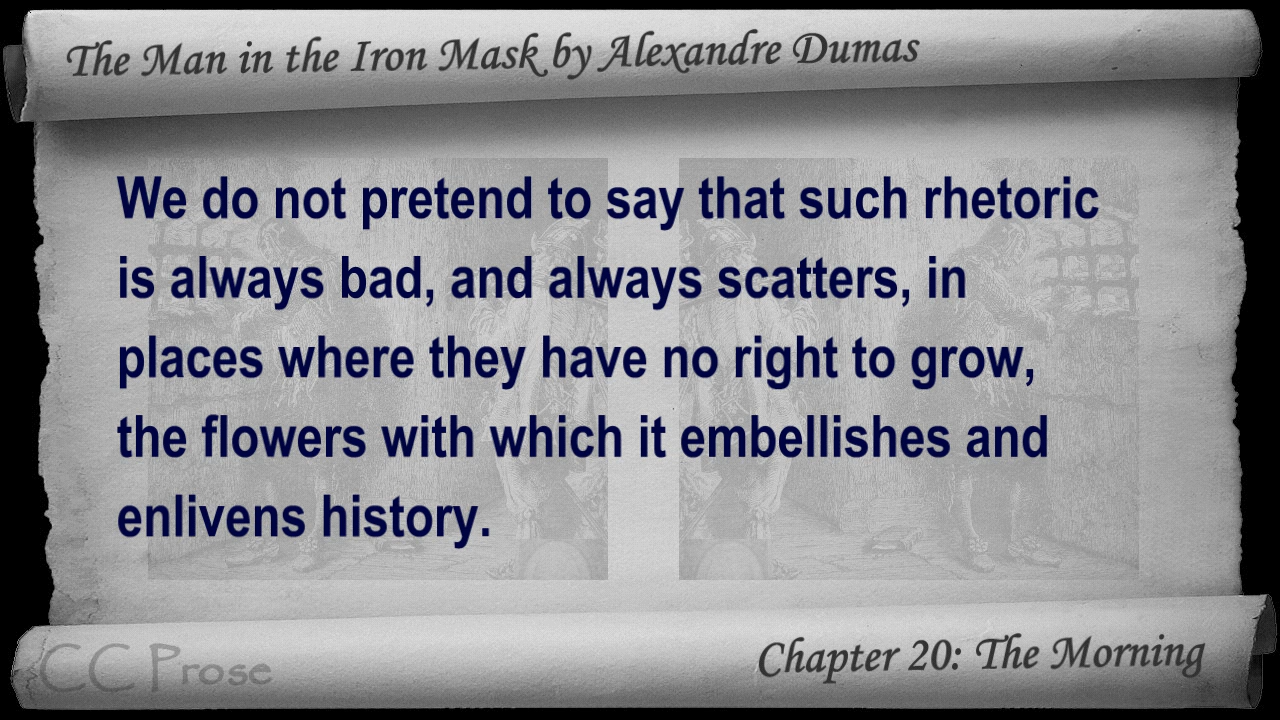 The Man in the Iron Mask by Alexandre Dumas
We do not pretend to say that such rhetoric
is always bad, and always scatters, in
places where they have no right to grow,
the flowers with which it embellishes and
enlivens history.
CC Prose
Chapter 20: The Morning